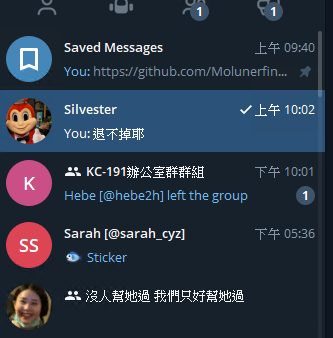 1
1
Saved Messages
上午 09:40
You: https://github.com/Molunerfin...
Silvester
上午 10:02
You: 退不掉耶
K
KC-191辦公室群群組
下午 10:01
Hebe [@hebe2h] left the group
1
SS
Sarah [@sarah_cyz]
下午 05:36
Sticker
沒人幫她過 我們只好幫她過